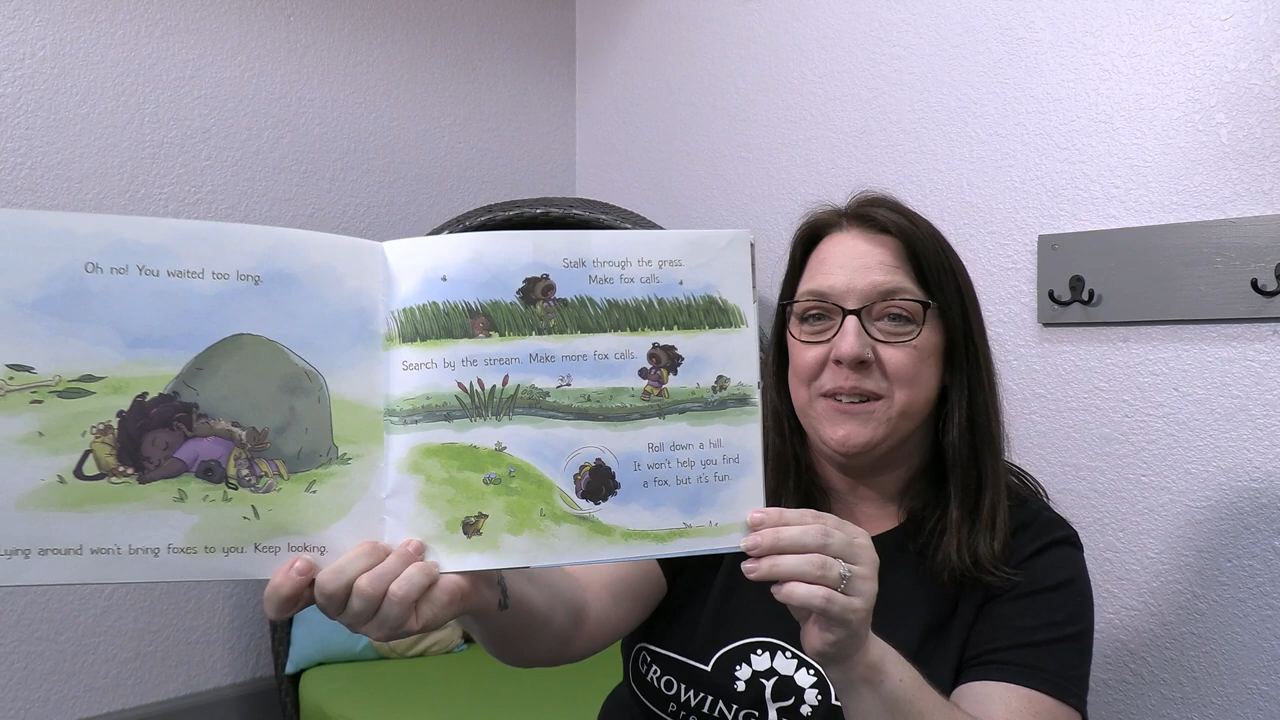 Oh no! You waited too long.
Lying around won't bring foxes to you. Keep looking.
Stalk through the grass.
Make fox calls.
Search by the stream. Make more fox calls.
Roll down a hill.
It won't help you find
a fox, but it's fun.
GROWING